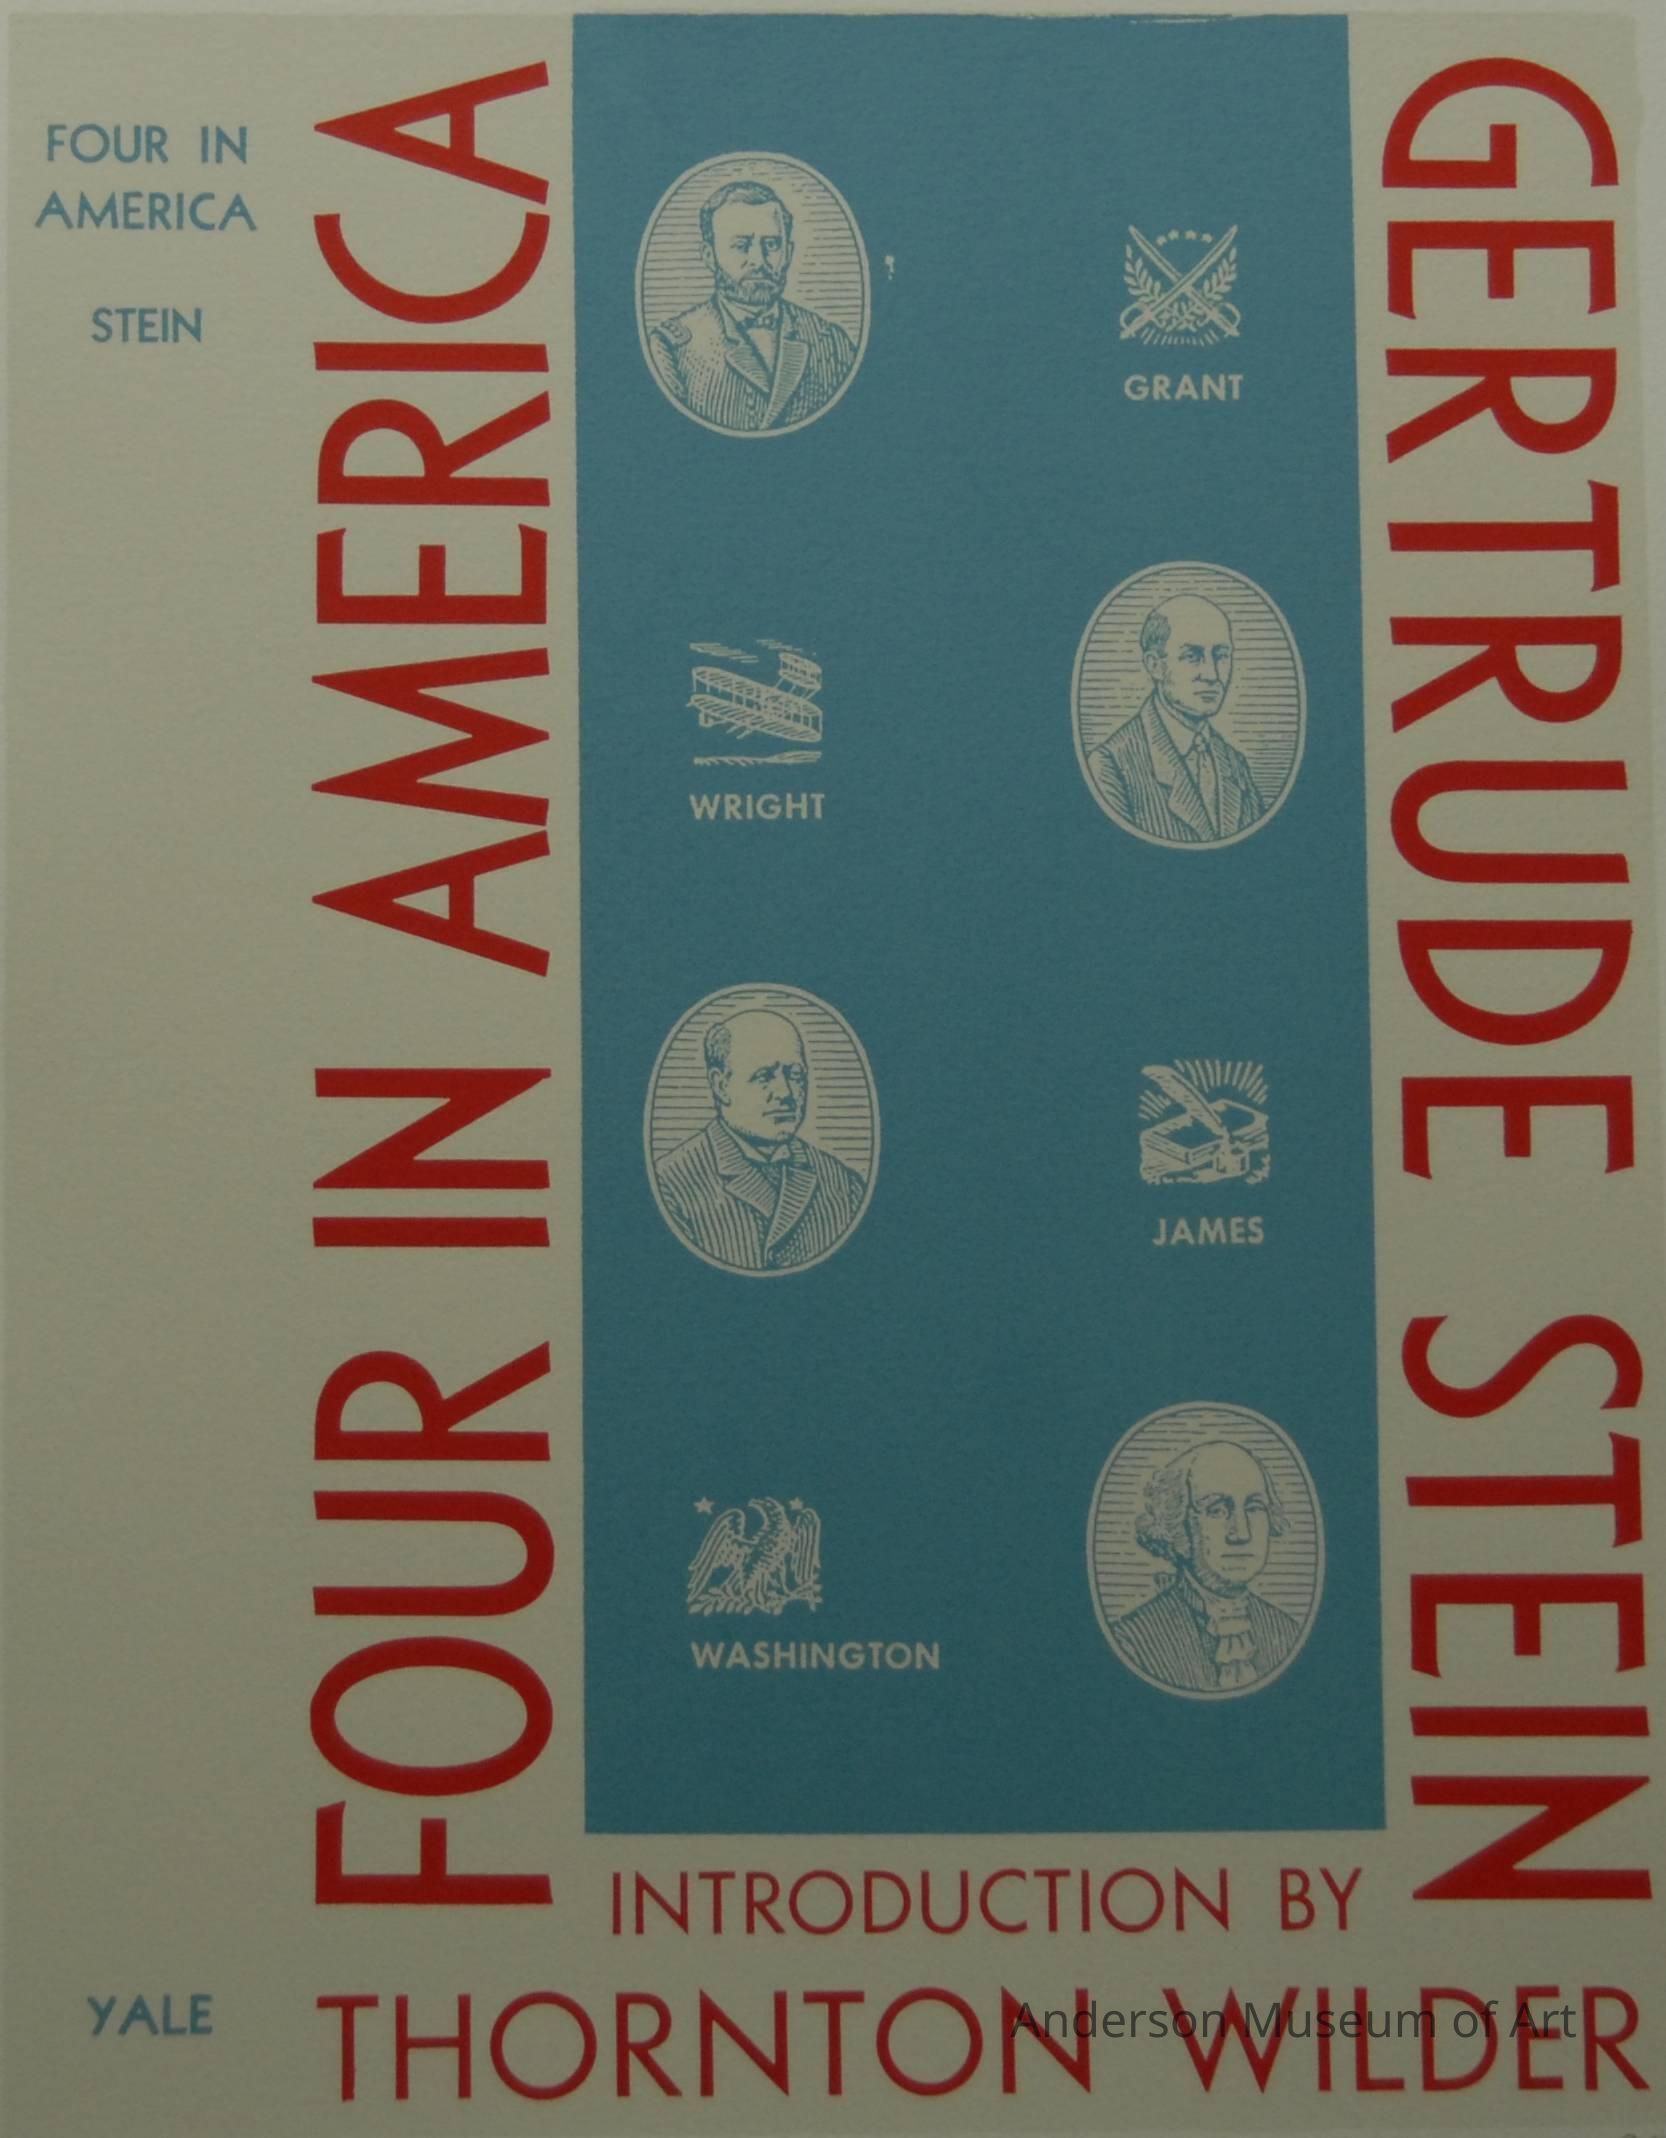 FOUR IN
AMERICA
STEIN
YALE
FOUR IN AMERICA
GRANT
WRIGHT
JAMES
WASHINGTON
GERTRUDE STEIN
INTRODUCTION BY
THORNTON WILDER
Anderson Museum of Art